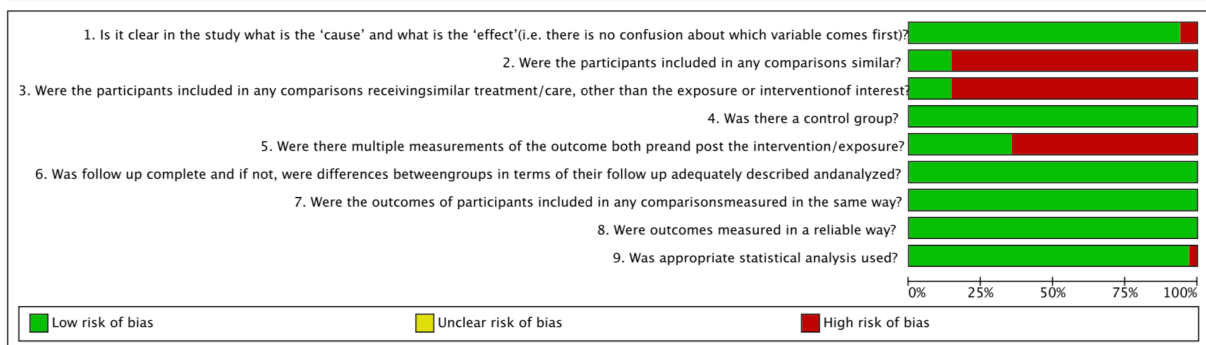 1. Is it clear in the study what is the ‘cause’ and what is the ‘effect’(i.e. there is no confusion about which variable comes first)?
2. Were the participants included in any comparisons similar?
3. Were the participants included in any comparisons receivingsimilar treatment/care, other than the exposure or interventionof interest?
4. Was there a control group?
5. Were there multiple measurements of the outcome both preand post the intervention/exposure?
6. Was follow up complete and if not, were differences betweengroups in terms of their follow up adequately described andanalyzed?
7. Were the outcomes of participants included in any comparisonsmeasured in the same way?
8. Were outcomes measured in a reliable way?
9. Was appropriate statistical analysis used?
0% 25% 50% 75% 100%
Low risk of bias Unclear risk of bias High risk of bias